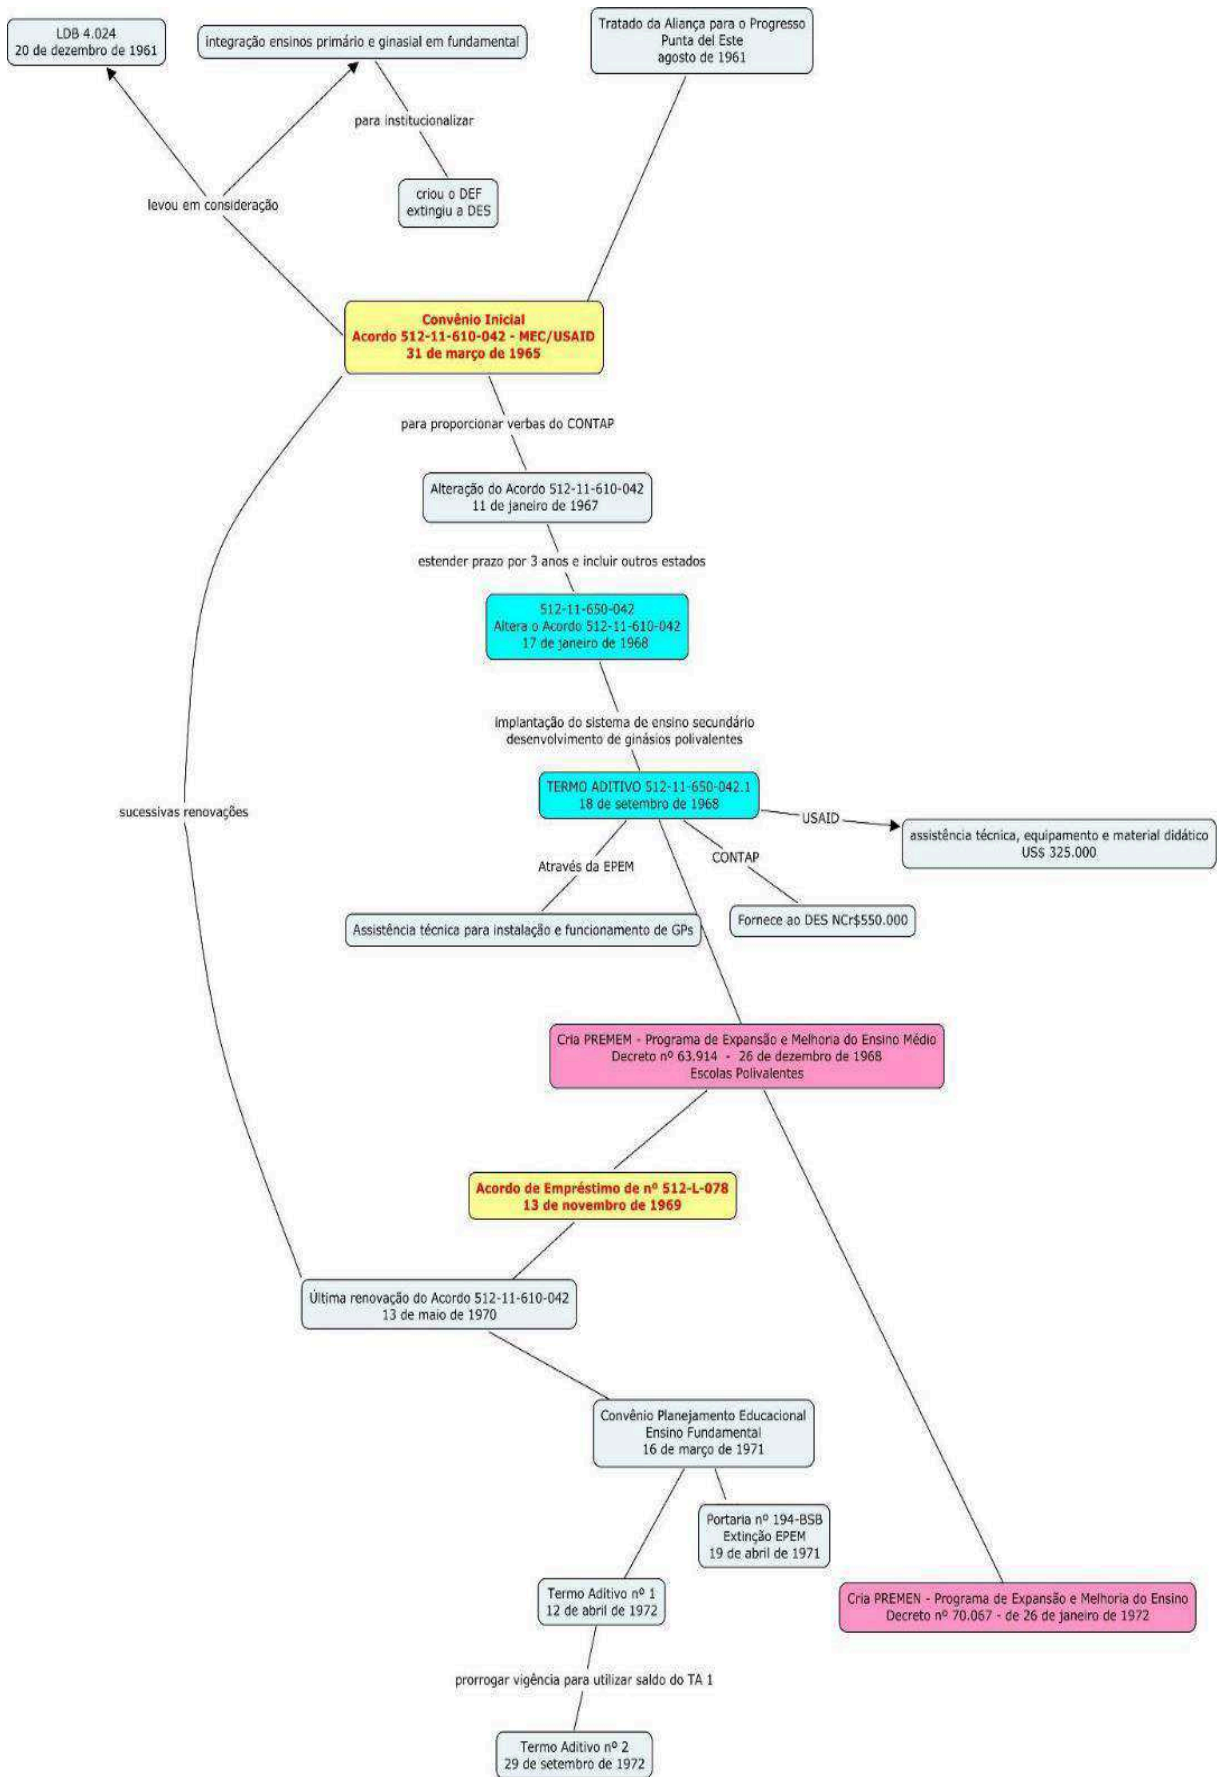 LDB 4.024
20 de dezembro de 1961
integração ensinos primário e ginasial em fundamental
Tratado da Aliança para o Progresso
Punta del Este
agosto de 1961
para institucionalizar
levou em consideração
criou o DEF
extingiu a DES
Convênio Inicial
Acordo 512-11-610-042 - MEC/USAID
31 de março de 1965
para proporcionar verbas do CONTAP
Alteração do Acordo 512-11-610-042
11 de janeiro de 1967
estender prazo por 3 anos e incluir outros estados
512-11-650-042
Altera o Acordo 512-11-610-042
17 de janeiro de 1968
implantação do sistema de ensino secundário
desenvolvimento de ginásios polivalentes
sucessivas renovações
TERMO ADITIVO 512-11-650-042.1
18 de setembro de 1968
USAID
assistência técnica, equipamento e material didático
US$ 325.000
Através da EPEM
CONTAP
Assistência técnica para instalação e funcionamento de GPs
Fornece ao DES NCr$550.000
Cria PREMEM - Programa de Expansão e Melhoria do Ensino Médio
Decreto nº 63.914 - 26 de dezembro de 1968
Escolas Polivalentes
Acordo de Empréstimo de nº 512-L-078
13 de novembro de 1969
Última renovação do Acordo 512-11-610-042
13 de maio de 1970
Convênio Planejamento Educacional
Ensino Fundamental
16 de março de 1971
Portaria nº 194-BSB
Extinção EPEM
19 de abril de 1971
Termo Aditivo nº 1
12 de abril de 1972
Cria PREMEN - Programa de Expansão e Melhoria do Ensino
Decreto nº 70.067 - de 26 de janeiro de 1972
prorrogar vigência para utilizar saldo do TA 1
Termo Aditivo nº 2
29 de setembro de 1972